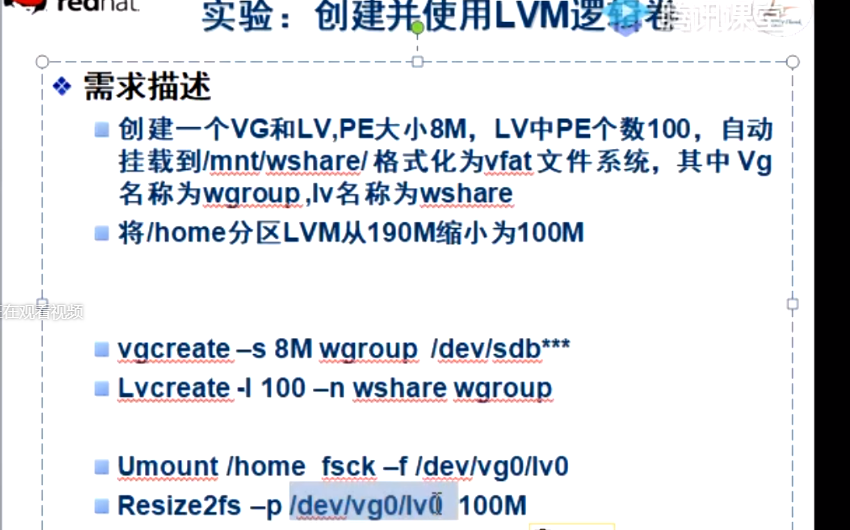 redhat.
实验：创建并使用LVM逻辑卷
腾讯课堂
需求描述
创建一个VG和LV,PE大小8M，LV中PE个数100，自动
挂载到/mnt/wshare/ 格式化为vfat 文件系统，其中 Vg
名称为wgroup ,lv名称为wshare
将/home分区LVM从190M缩小为100M
在观看视频
vgcreate –s 8M wgroup /dev/sdb***
Lvcreate -l 100 –n wshare wgroup
Umount /home fsck –f /dev/vg0/lv0
Resize2fs –p /dev/vg0/lv0 100M